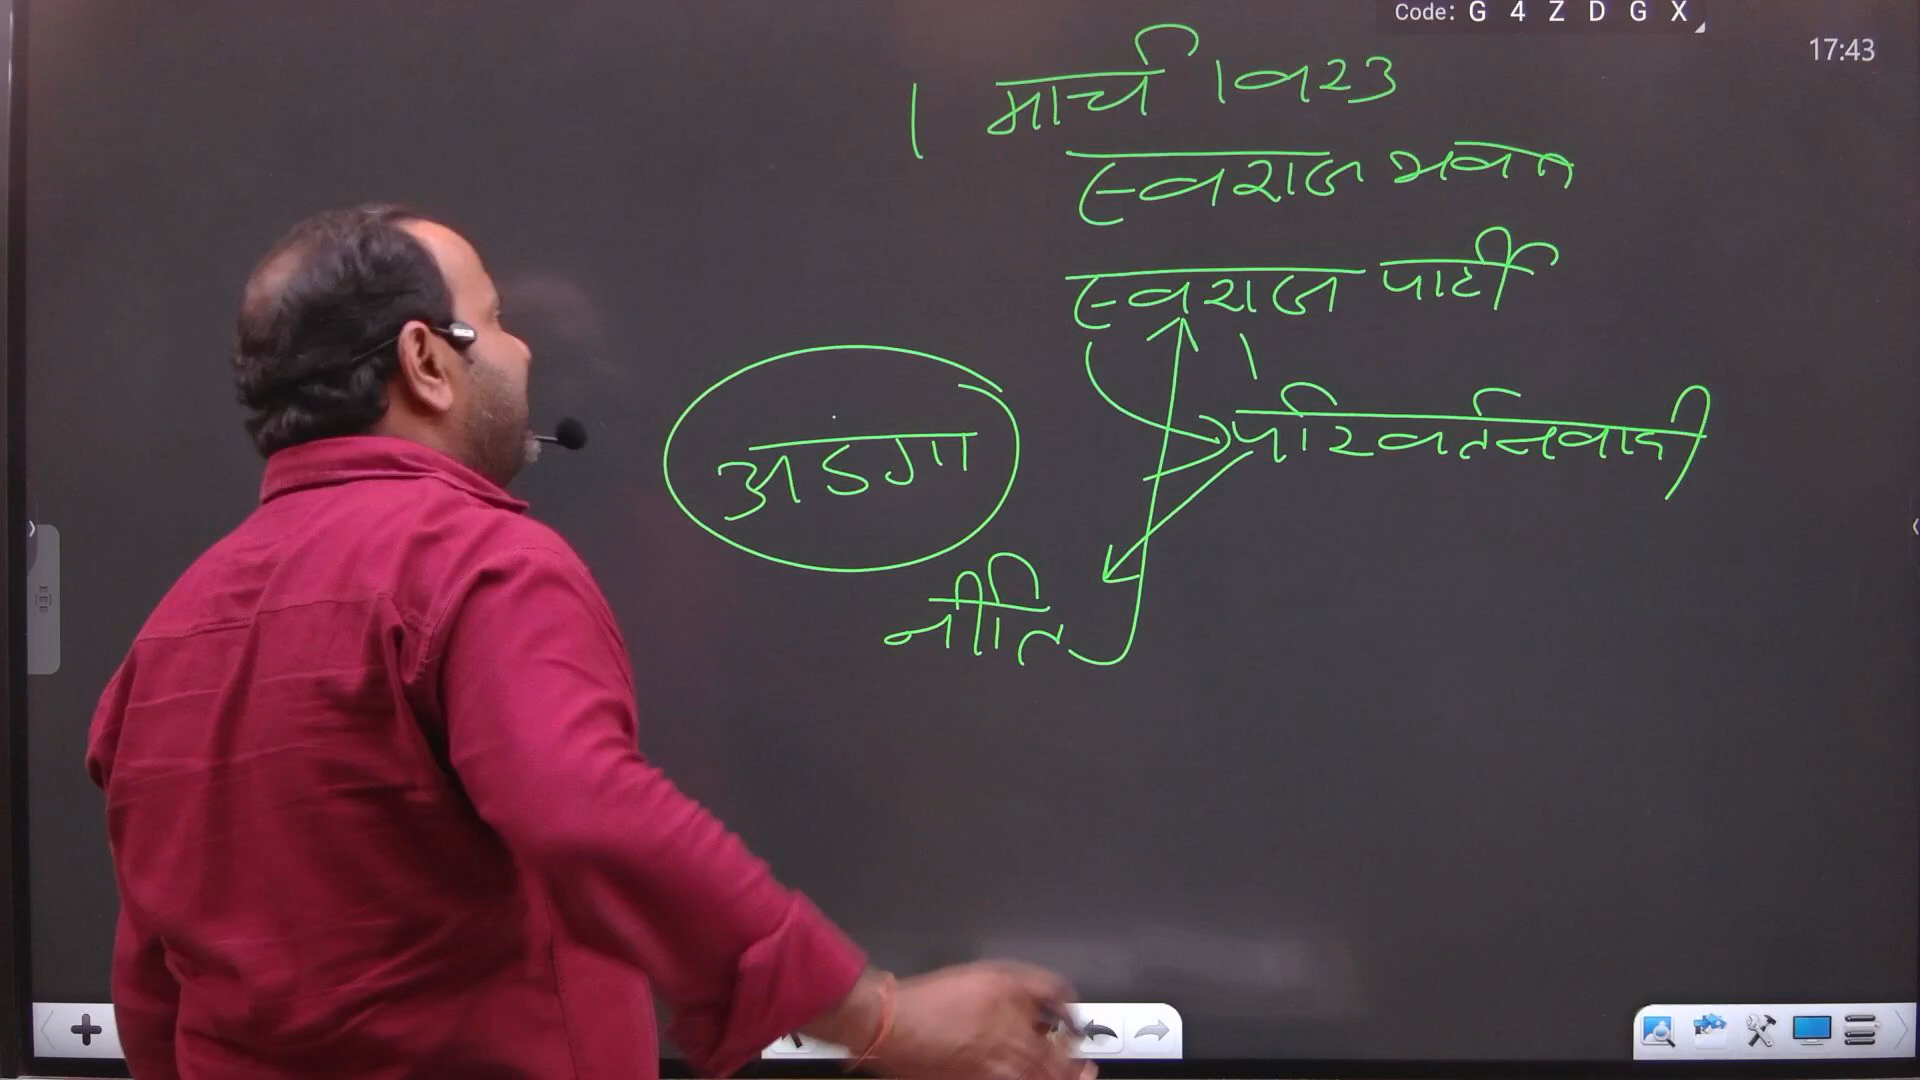 Code: G 4 Z D G X
17:43
1 मार्च 1923
स्वराज भवन
स्वराज पार्टी
परिवर्तनवादी
अडंगा
नीति